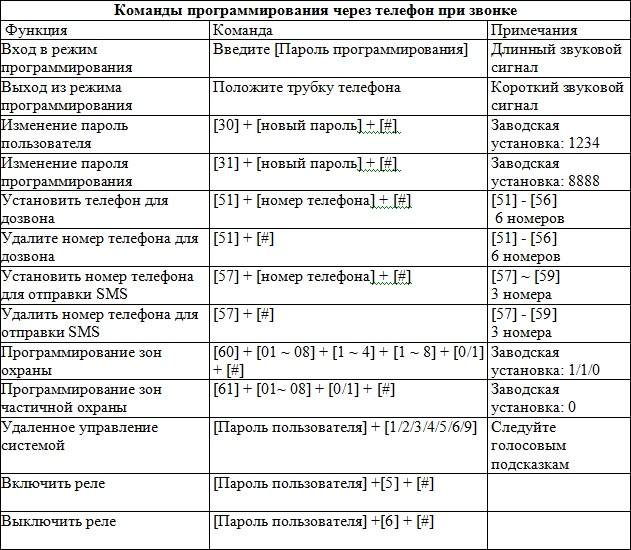 Команды программирования через телефон при звонке
Функция Команда Примечания
Вход в режим программирования Введите [Пароль программирования] Длинный звуковой сигнал
Выход из режима программирования Положите трубку телефона Короткий звуковой сигнал
Изменение пароль пользователя [30] + [новый пароль] + [#] Заводская установка: 1234
Изменение пароля программирования [31] + [новый пароль] + [#] Заводская установка: 8888
Установить телефон для дозвона [51] + [номер телефона] + [#] [51] - [56] 6 номеров
Удалите номер телефона для дозвона [51] + [#] [51] - [56] 6 номеров
Установить номер телефона для отправки SMS [57] + [номер телефона] + [#] [57] ~ [59] 3 номера
Удалить номер телефона для отправки SMS [57] + [#] [57] - [59] 3 номера
Программирование зон охраны [60] + [01 ~ 08] + [1 ~ 4] + [1 ~ 8] + [0/1] + [#] Заводская установка: 1/1/0
Программирование зон частичной охраны [61] + [01~ 08] + [0/1] + [#] Заводская установка: 0
Удаленное управление системой [Пароль пользователя] + [1/2/3/4/5/6/9] Следуйте голосовым подсказкам
Включить реле [Пароль пользователя] +[5] + [#]
Выключить реле [Пароль пользователя] +[6] + [#]